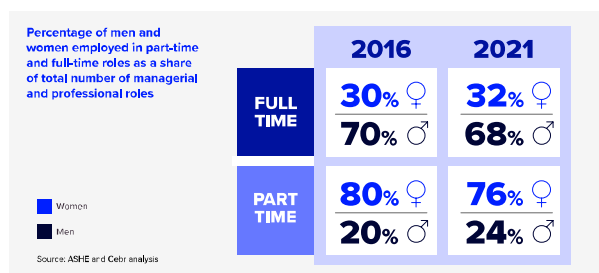 Percentage of men and
women employed in part-time
and full-time roles as a share
of total number of managerial
and professional roles
2016 2021
FULL
TIME
30% 32%
70% 68%
PART
TIME
80% 76%
20% 24%
Women
Men
Source: ASHE and Cebr analysis